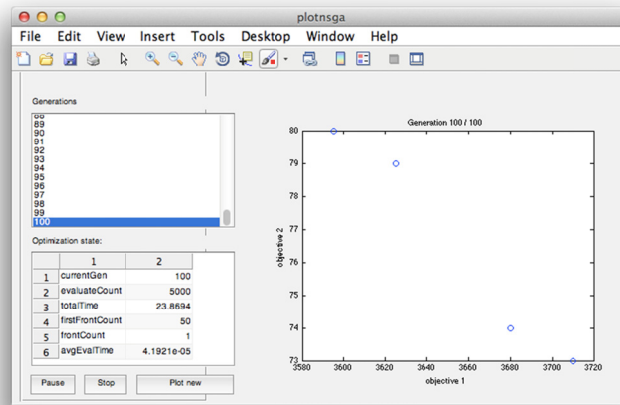 plotnsga
File Edit View Insert Tools Desktop Window Help
Generations
88
89
90
91
92
93
94
95
96
97
98
99
100
Optimization state:
1 2
1 currentGen 100
2 evaluateCount 5000
3 totalTime 23.8694
4 firstFrontCount 50
5 frontCount 1
6 avgEvalTime 4.1921e-05
Pause Stop Plot new
Generation 100 / 100
80
79
78
77
76
75
74
73
objective 2
3580 3600 3620 3640 3660 3680 3700 3720
objective 1